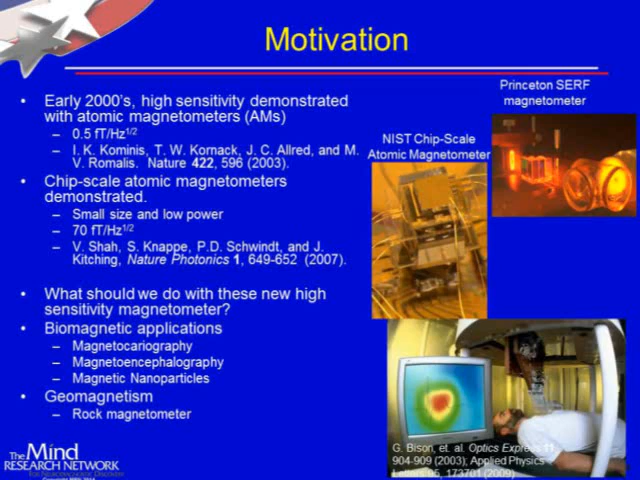 Motivation
• Early 2000's, high sensitivity demonstrated
with atomic magnetometers (AMs)
– 0.5 fT/Hz1/2
– I. K. Kominis, T. W. Kornack, J. C. Allred, and M.
V. Romalis. Nature 422, 596 (2003).
• Chip-scale atomic magnetometers
demonstrated.
– Small size and low power
– 70 fT/Hz1/2
– V. Shah, S. Knappe, P.D. Schwindt, and J.
Kitching, Nature Photonics 1, 649-652 (2007).
• What should we do with these new high
sensitivity magnetometer?
• Biomagnetic applications
– Magnetocariography
– Magnetoencephalography
– Magnetic Nanoparticles
• Geomagnetism
– Rock magnetometer
Princeton SERF
magnetometer
NIST Chip-Scale
Atomic Magnetometer
G. Bison, et. al. Optics Express 11
904-909 (2003); Applied Physics
Letters 95, 173701 (2009)
The Mind
RESEARCH NETWORK